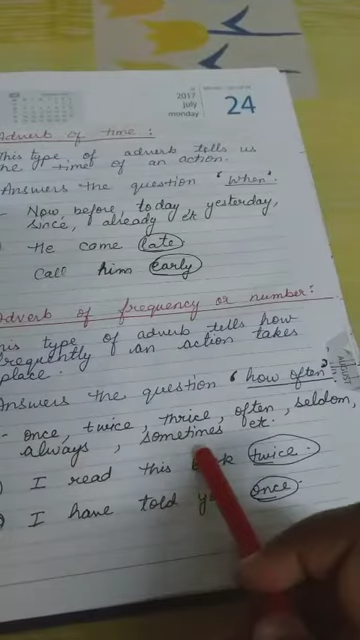 2017
july
monday
24
Adverb of time :
This type of adverb tells us
the time of an action.
Answers the question "When".
- Now, before, today, yesterday,
since, already etc
He come late
Call him early
Adverb of frequency or number:
This type of adverb tells how
frequently an action takes
place.
Answers the question "how often"
- once, twice, thrice, often, seldom,
always, sometimes etc.
I read this twice.
I have told once.